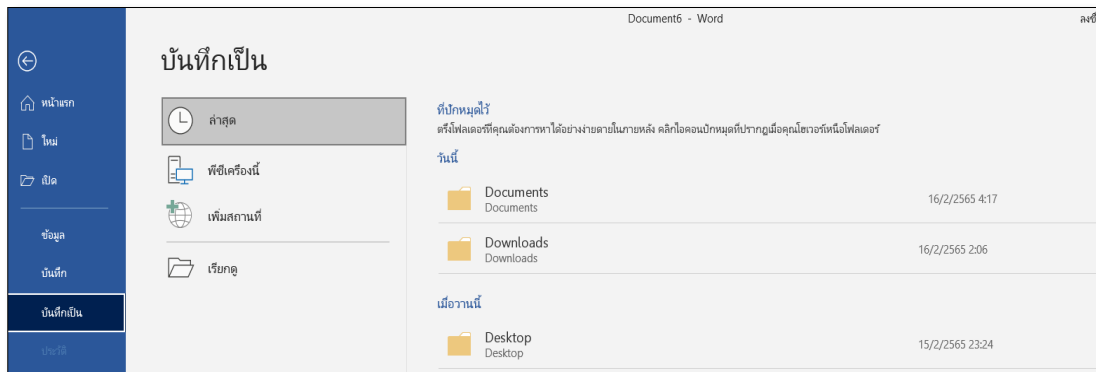 Document6 - Word
บันทึกเป็น
หน้าแรก
ใหม่
เปิด
ข้อมูล
บันทึก
บันทึกเป็น
ประวัติ
ล่าสุด
พีซีเครื่องนี้
เพิ่มสถานที่
เรียกดู
ที่ปักหมุดไว้
ตรึงโฟลเดอร์ที่คุณต้องการหาได้อย่างง่ายดายในภายหลัง คลิกไอคอนปักหมุดที่ปรากฏเมื่อคุณโฮเวอร์เหนือโฟลเดอร์
วันนี้
Documents 16/2/2565 4:17
Documents
Downloads 16/2/2565 2:06
Downloads
เมื่อวานนี้
Desktop 15/2/2565 23:24
Desktop